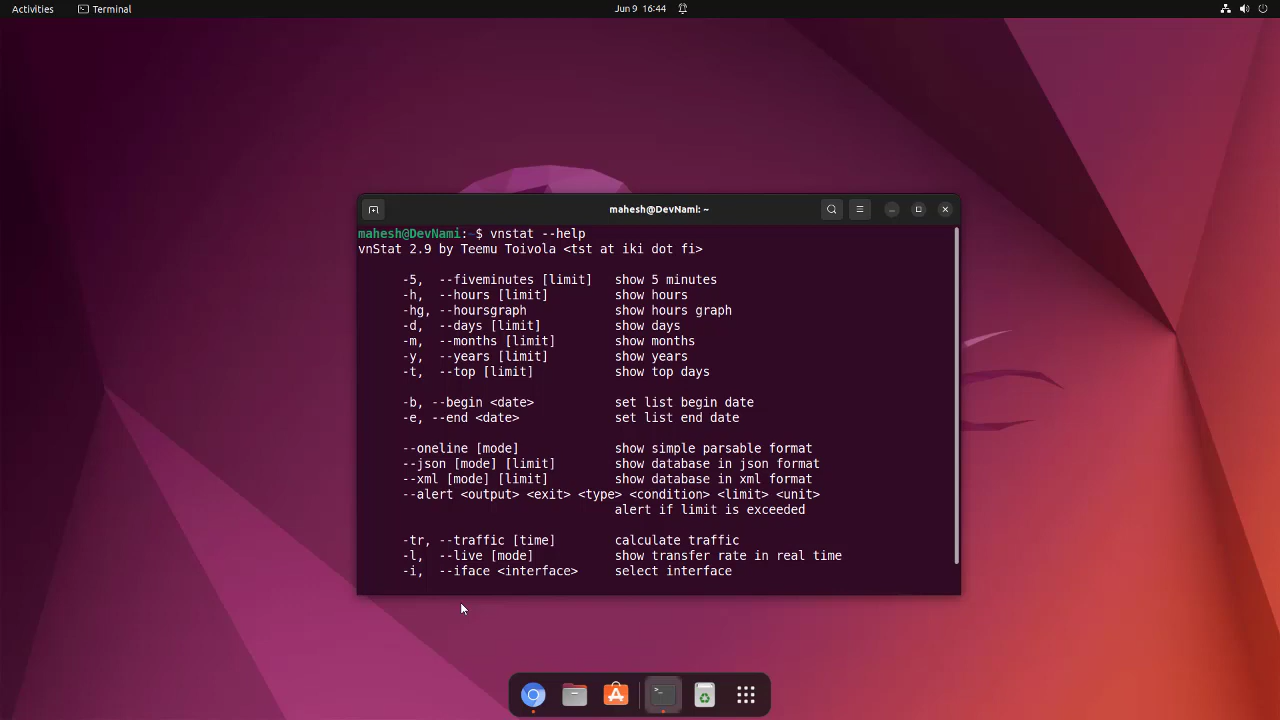 Activities
Terminal
Jun 9 16:44
mahesh@DevNami: ~
mahesh@DevNami:~$ vnstat --help
vnStat 2.9 by Teemu Toivola <tst at iki dot fi>
-5, --fiveminutes [limit] show 5 minutes
-h, --hours [limit] show hours
-hg, --hoursgraph show hours graph
-d, --days [limit] show days
-m, --months [limit] show months
-y, --years [limit] show years
-t, --top [limit] show top days
-b, --begin <date> set list begin date
-e, --end <date> set list end date
--oneline [mode] show simple parsable format
--json [mode] [limit] show database in json format
--xml [mode] [limit] show database in xml format
--alert <output> <exit> <type> <condition> <limit> <unit>
alert if limit is exceeded
-tr, --traffic [time] calculate traffic
-l, --live [mode] show transfer rate in real time
-i, --iface <interface> select interface